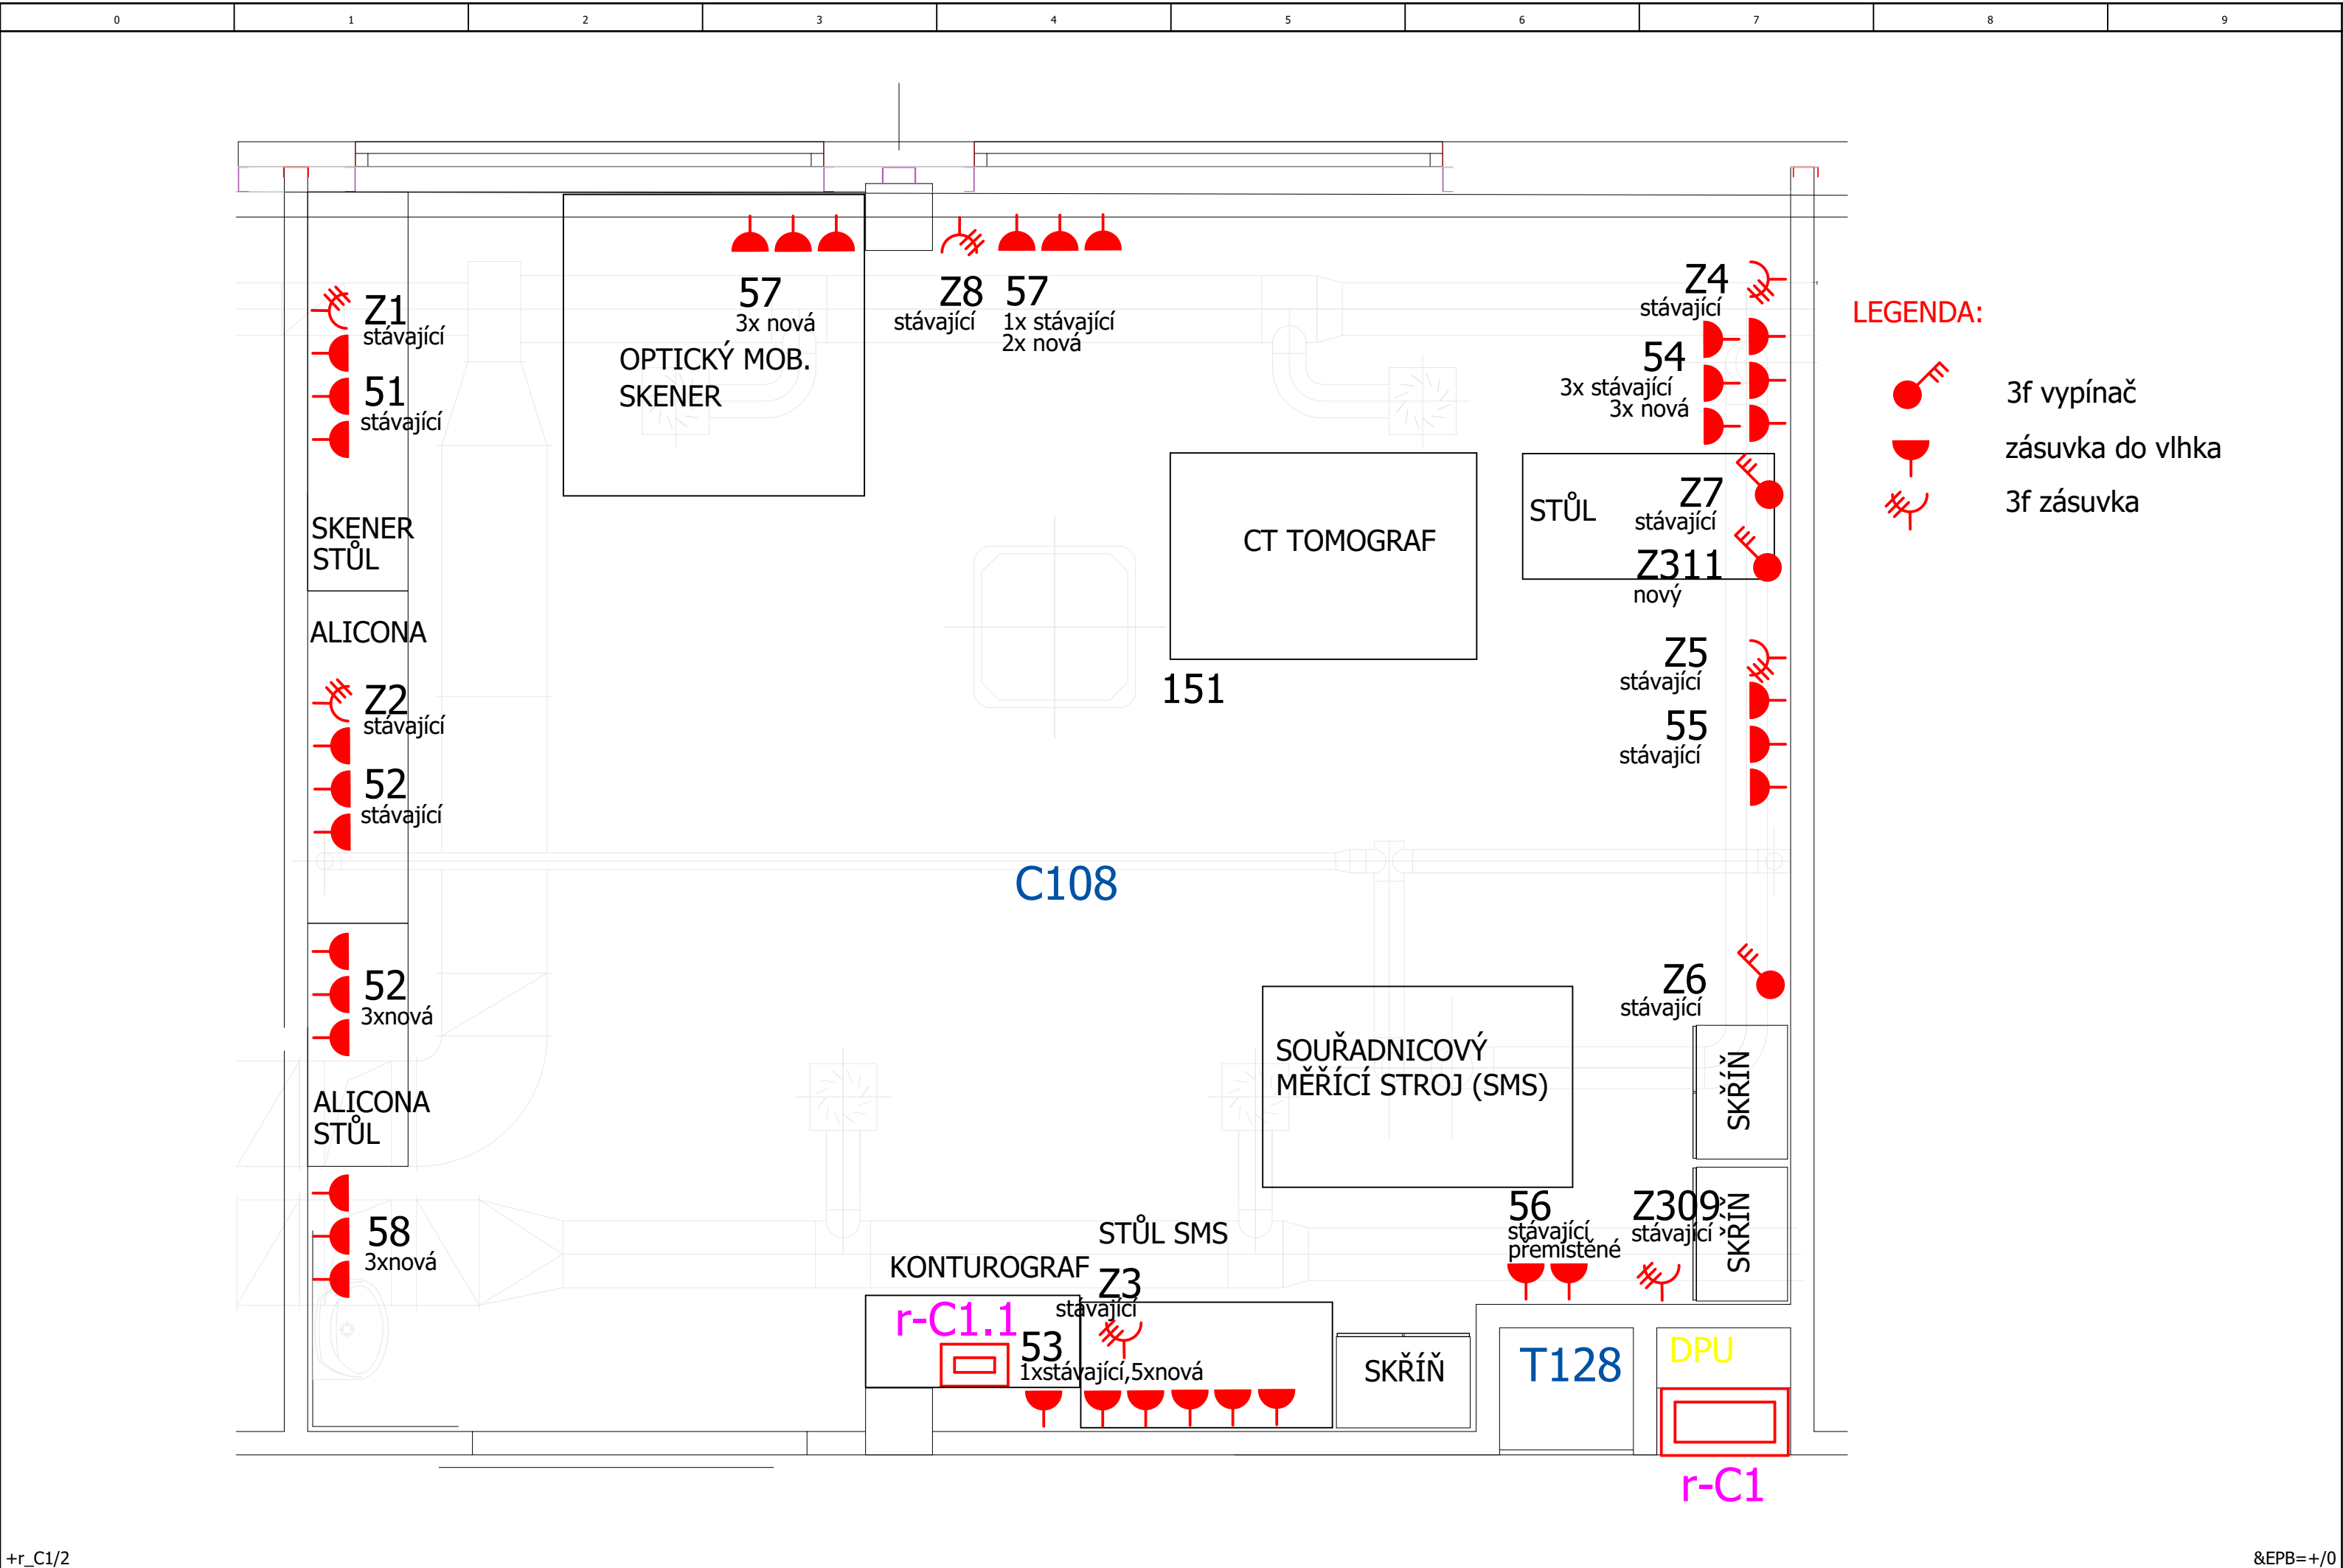 0 1 2 3 4 5 6 7 8 9
57
3x nová
Z8
stávající
57
1x stávající
2x nová
Z4
stávající
54
3x stávající
3x nová
LEGENDA:
3f vypínač
zásuvka do vlhka
3f zásuvka
Z1
stávající
51
stávající
OPTICKÝ MOB.
SKENER
SKENER
STŮL
CT TOMOGRAF
STŮL
Z7
stávající
Z311
nový
ALICONA
Z2
stávající
52
stávající
151
Z5
stávající
55
stávající
C108
52
3xnová
Z6
stávající
SOUŘADNICOVÝ
MĚŘÍCÍ STROJ (SMS)
SKŘÍŇ
ALICONA
STŮL
58
3xnová
STŮL SMS
KONTUROGRAF
Z3
stávající
56
stávající
přemístěné
Z309
stávající
SKŘÍŇ
r-C1.1
53
1xstávající,5xnová
SKŘÍŇ
T128
DPU
r-C1
+r_C1/2
&EPB=+/0